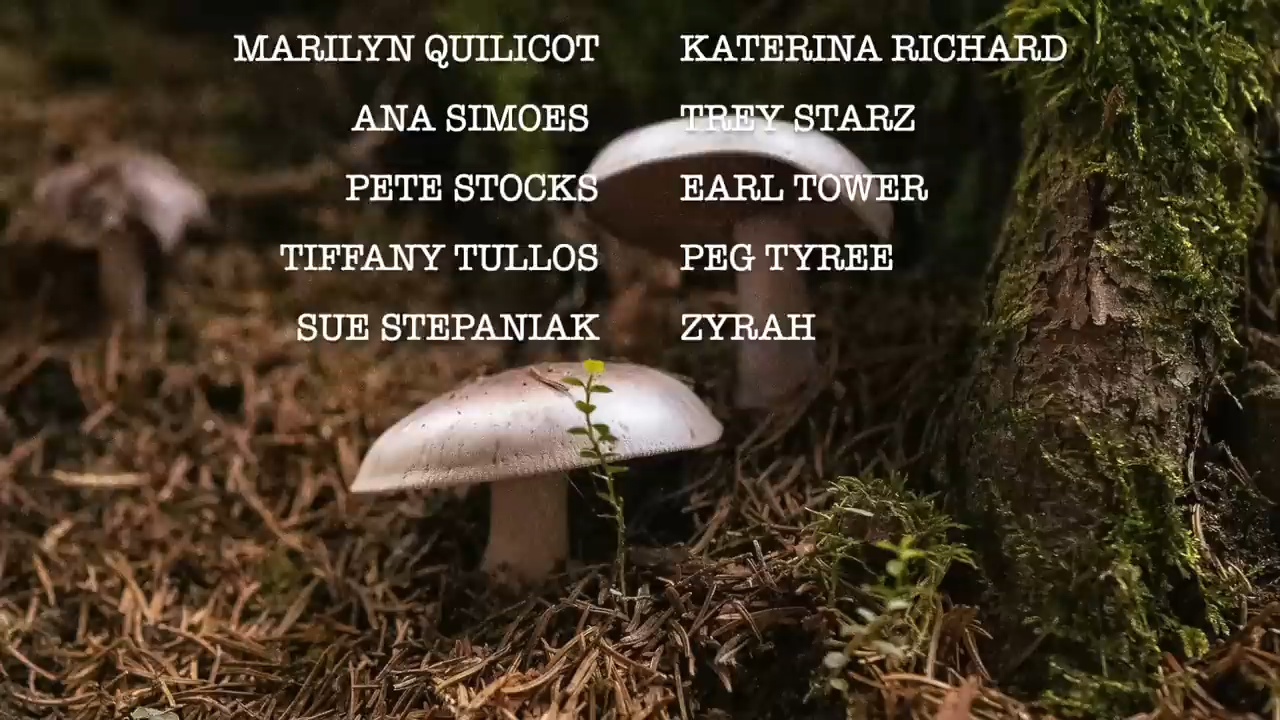 MARILYN QUILICOT KATERINA RICHARD
ANA SIMOES TREY STARZ
PETE STOCKS EARL TOWER
TIFFANY TULLOS PEG TYREE
SUE STEPANIAK ZYRAH